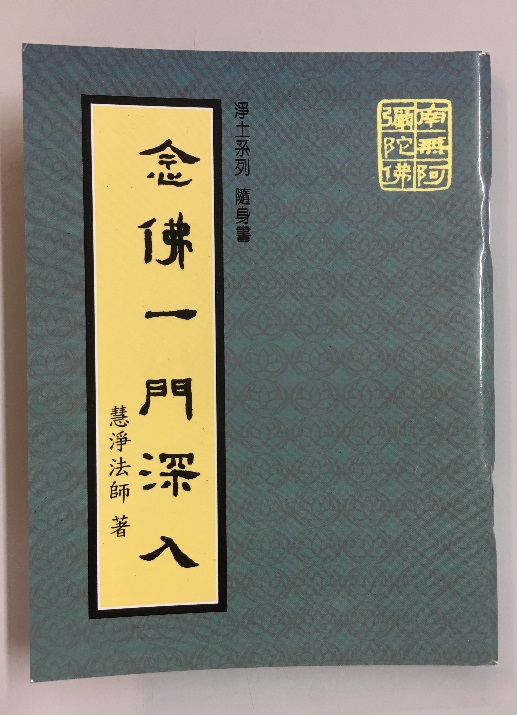 南無阿
彌陀佛
淨土系列 隨身書
念佛一門深入
慧淨法師 著